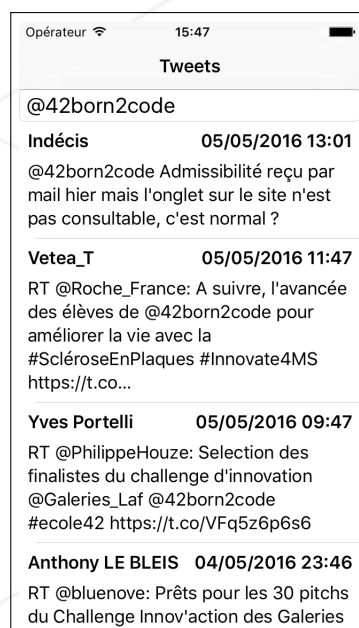 Opérateur 15:47
Tweets
@42born2code
Indécis 05/05/2016 13:01
@42born2code Admissibilité reçu par
mail hier mais l'onglet sur le site n'est
pas consultable, c'est normal ?
Vetea_T 05/05/2016 11:47
RT @Roche_France: A suivre, l'avancée
des élèves de @42born2code pour
améliorer la vie avec la
#ScléroseEnPlaques #Innovate4MS
https://t.co...
Yves Portelli 05/05/2016 09:47
RT @PhilippeHouze: Selection des
finalistes du challenge d'innovation
@Galeries_Laf @42born2code
#ecole42 https://t.co/VFq5z6p6s6
Anthony LE BLEIS 04/05/2016 23:46
RT @bluenove: Prêts pour les 30 pitchs
du Challenge Innov'action des Galeries